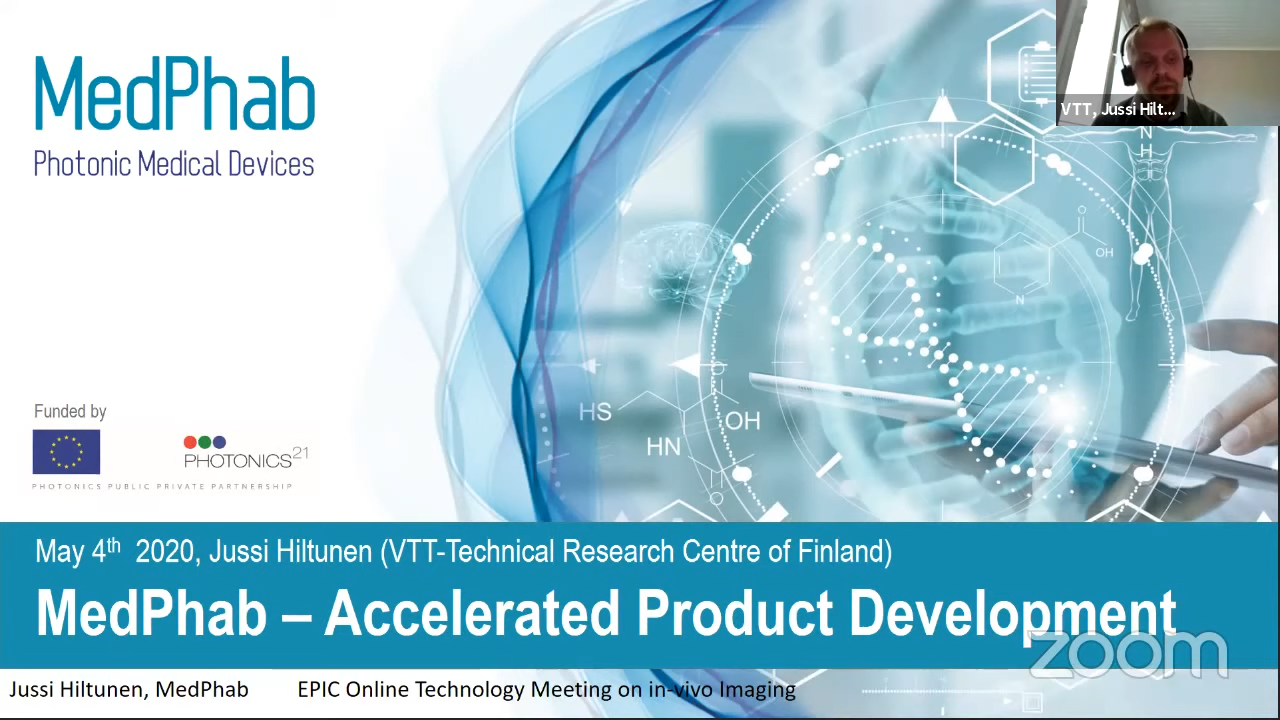 MedPhab
Photonic Medical Devices
VTT, Jussi Hilt...
N
H
OH
N
HS
OH
HN
O
O
O
Funded by
PHOTONICS21
PHOTONICS PUBLIC PRIVATE PARTNERSHIP
May 4th 2020, Jussi Hiltunen (VTT-Technical Research Centre of Finland)
MedPhab – Accelerated Product Development
zoom
Jussi Hiltunen, MedPhab EPIC Online Technology Meeting on in-vivo Imaging